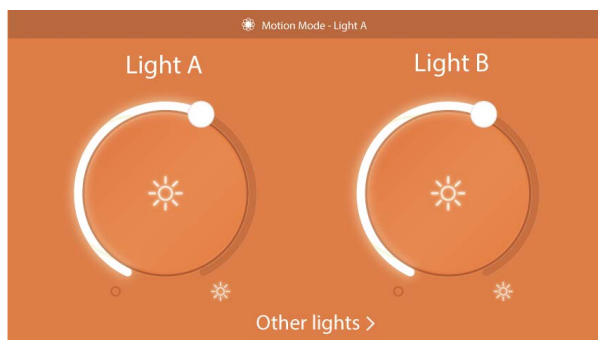 Motion Mode - Light A
Light A
Light B
Other lights >